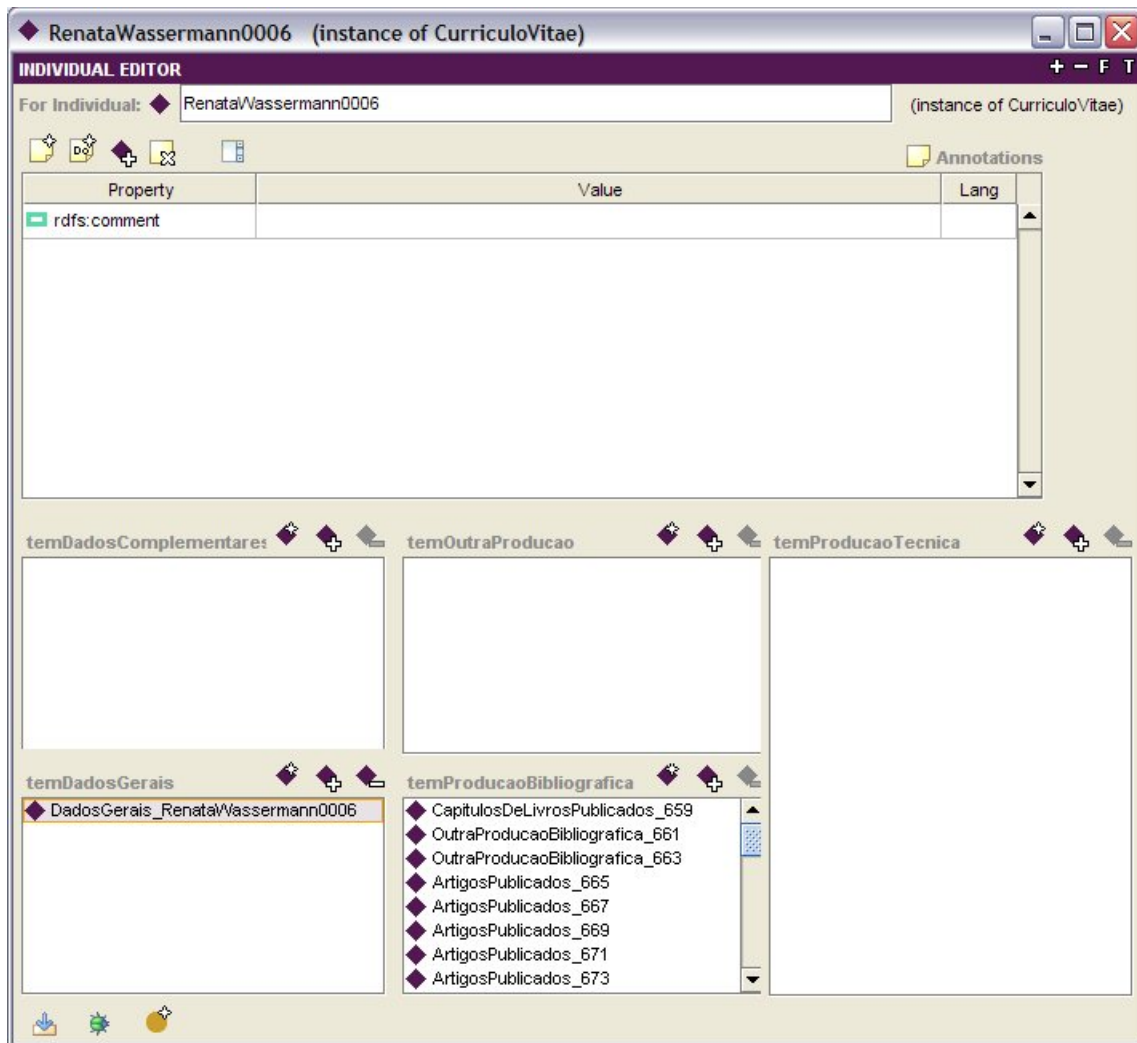 RenataWassermann0006 (instance of CurriculoVitae)
INDIVIDUAL EDITOR + − F T
For Individual: RenataWassermann0006 (instance of CurriculoVitae)
Annotations
Property Value Lang
rdfs:comment
temDadosComplementares temOutraProducao temProducaoTecnica
temDadosGerais temProducaoBibliografica
DadosGerais_RenataWassermann0006
CapitulosDeLivrosPublicados_659
OutraProducaoBibliografica_661
OutraProducaoBibliografica_663
ArtigosPublicados_665
ArtigosPublicados_667
ArtigosPublicados_669
ArtigosPublicados_671
ArtigosPublicados_673